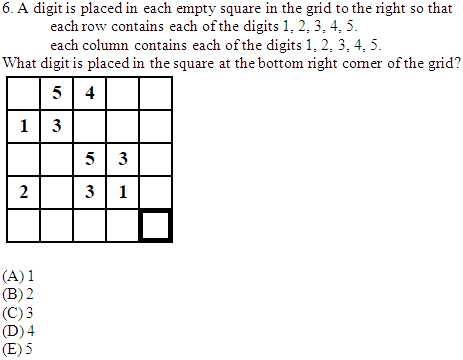 6. A digit is placed in each empty square in the grid to the right so that
each row contains each of the digits 1, 2, 3, 4, 5.
each column contains each of the digits 1, 2, 3, 4, 5.
What digit is placed in the square at the bottom right corner of the grid?
5 4
1 3
5 3
2 3 1
(A) 1
(B) 2
(C) 3
(D) 4
(E) 5